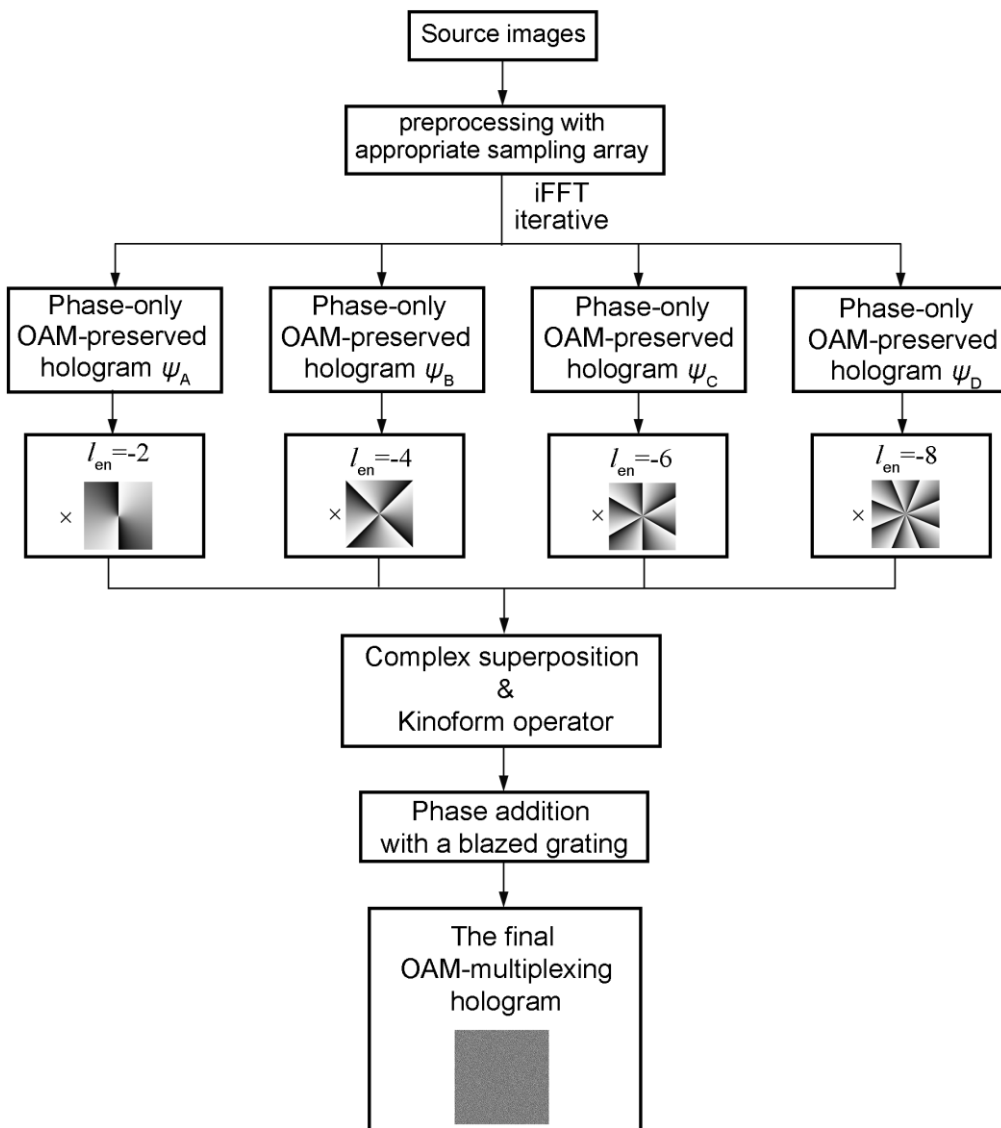 Source images
preprocessing with
appropriate sampling array
iFFT
iterative
Phase-only
OAM-preserved
hologram ψA
Phase-only
OAM-preserved
hologram ψB
Phase-only
OAM-preserved
hologram ψC
Phase-only
OAM-preserved
hologram ψD
len=-2
×
len=-4
×
len=-6
×
len=-8
×
Complex superposition
&
Kinoform operator
Phase addition
with a blazed grating
The final
OAM-multiplexing
hologram